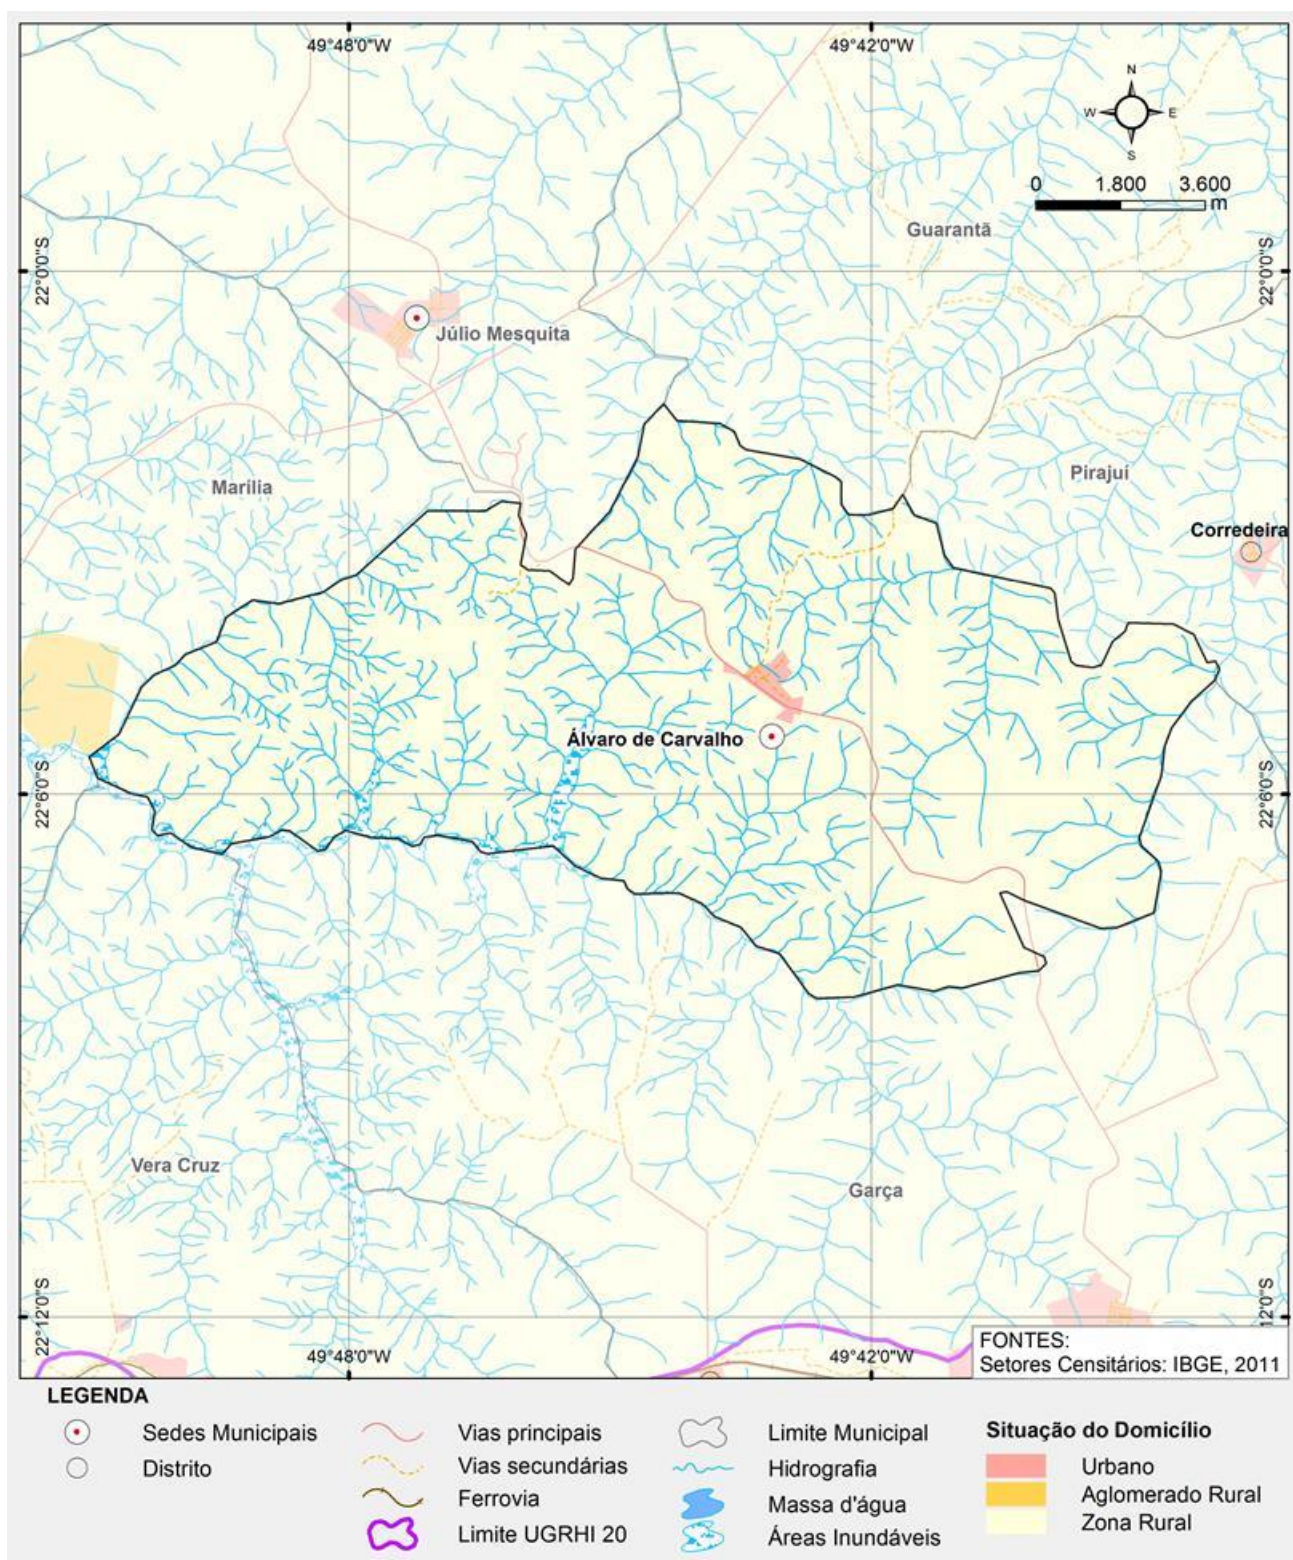 49°48'0"W
49°42'0"W
N
W
E
S
0
1.800
3.600
m
Guarantã
22°0'0"S
22°0'0"S
Júlio Mesquita
Marilia
Pirajuí
Corredeira
Álvaro de Carvalho
22°6'0"S
22°6'0"S
Vera Cruz
Garça
22°12'0"S
12'0"S
49°48'0"W
49°42'0"W
FONTES:
Setores Censitários: IBGE, 2011
LEGENDA
Sedes Municipais
Distrito
Vias principais
Vias secundárias
Ferrovia
Limite UGRHI 20
Limite Municipal
Hidrografia
Massa d'água
Áreas Inundáveis
Situação do Domicílio
Urbano
Aglomerado Rural
Zona Rural